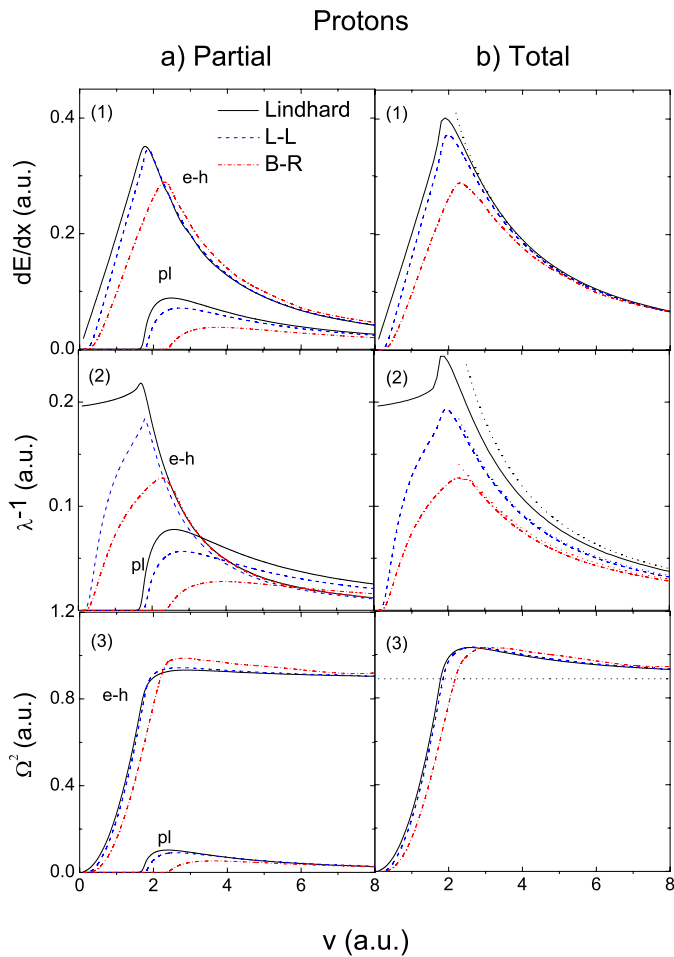 Protons
a) Partial
b) Total
(1)
Lindhard
L-L
B-R
e-h
pl
(1)
0.4
0.2
0.0
dE/dx (a.u.)
(2)
e-h
pl
(2)
0.2
0.1
λ-1 (a.u.)
1.2
(3)
e-h
pl
(3)
0.8
0.4
0.0
Ω2 (a.u.)
0 2 4 6 8 0 2 4 6 8
v (a.u.)